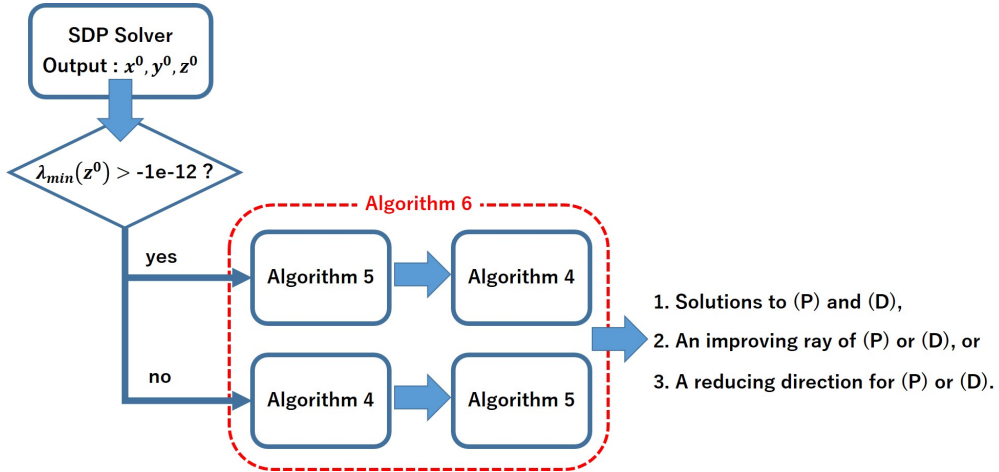 SDP Solver
Output : x⁰, y⁰, z⁰
λmin(z⁰) > -1e-12 ?
Algorithm 6
yes
Algorithm 5
Algorithm 4
no
Algorithm 4
Algorithm 5
1. Solutions to (P) and (D),
2. An improving ray of (P) or (D), or
3. A reducing direction for (P) or (D).